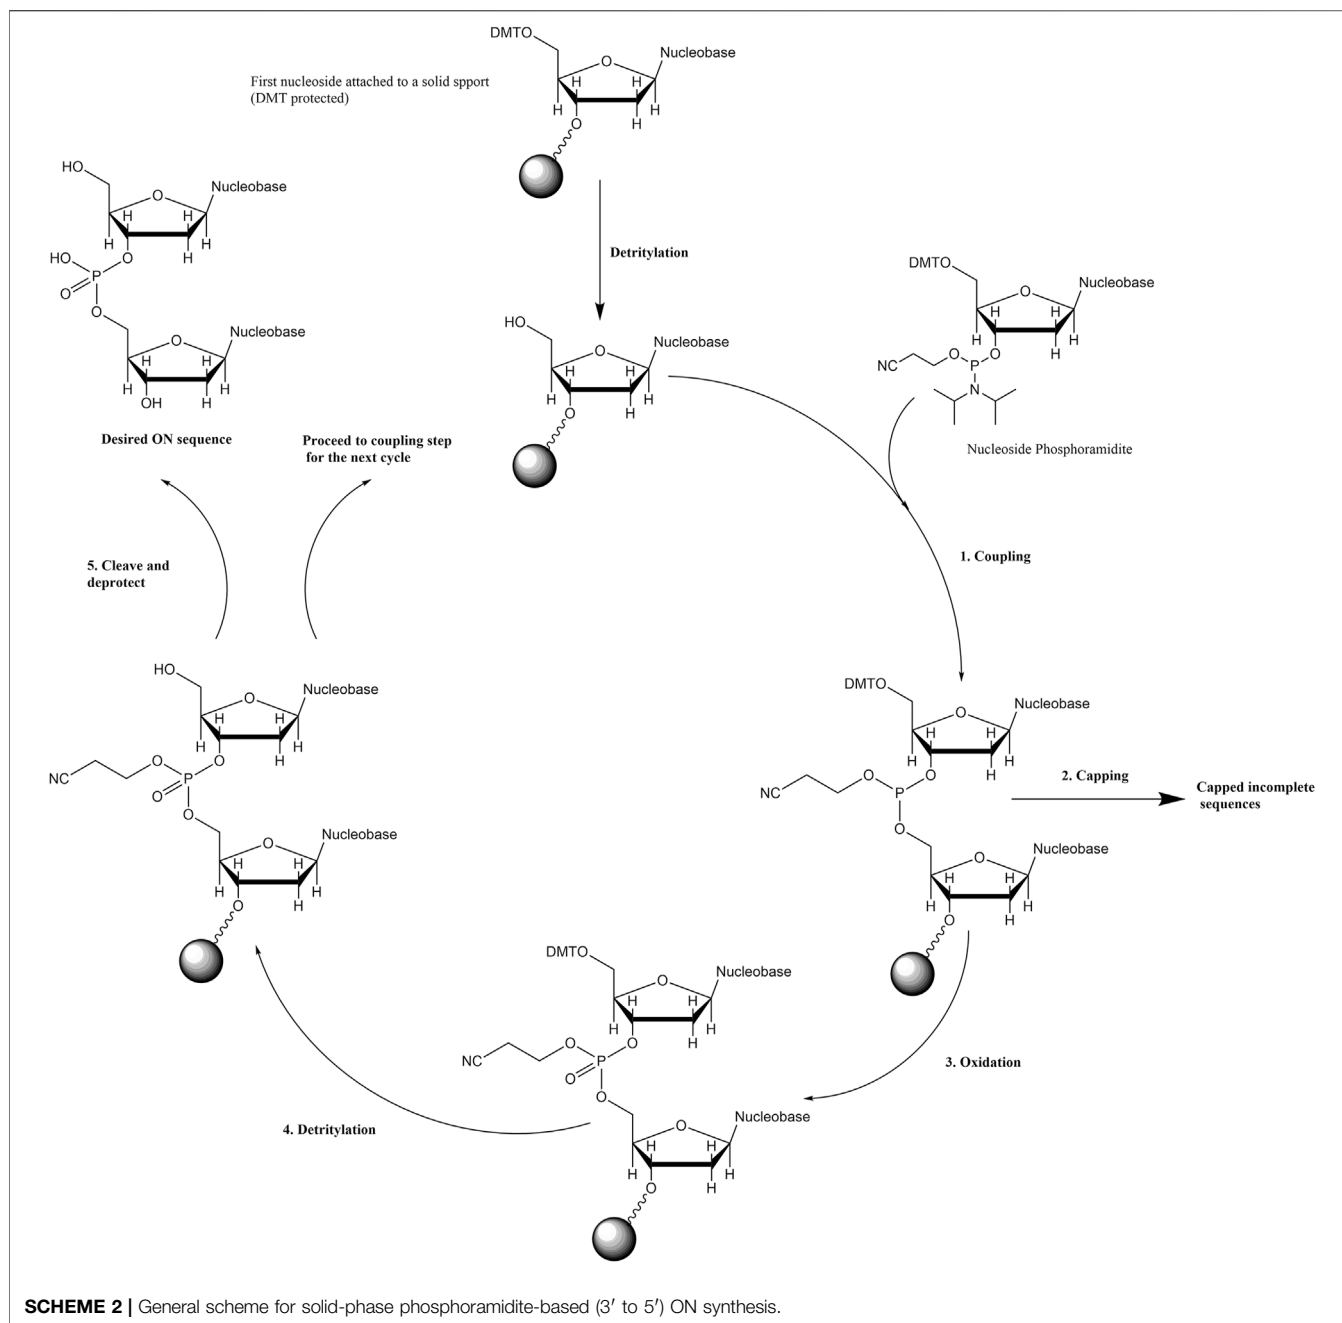 DMTO
O
Nucleobase
First nucleoside attached to a solid spport
(DMT protected)
H
H
H
H
O
HO
O
Nucleobase
H
H
H
H
O
HO
P
O
O
O
Nucleobase
H
H
H
H
OH
Desired ON sequence
Detritylation
HO
O
Nucleobase
H
H
H
H
O
Proceed to coupling step
for the next cycle
DMTO
O
Nucleobase
H
H
H
H
O
O
P
NC
N
Nucleoside Phosphoramidite
1. Coupling
5. Cleave and
deprotect
HO
O
Nucleobase
H
H
H
H
O
O
P
NC
O
O
O
Nucleobase
H
H
H
H
O
DMTO
O
Nucleobase
H
H
H
H
O
O
P
NC
O
O
Nucleobase
H
H
H
H
O
2. Capping
Capped incomplete
sequences
3. Oxidation
DMTO
O
Nucleobase
H
H
H
H
O
O
P
NC
O
O
O
Nucleobase
H
H
H
H
O
4. Detritylation
SCHEME 2 | General scheme for solid-phase phosphoramidite-based (3′ to 5′) ON synthesis.